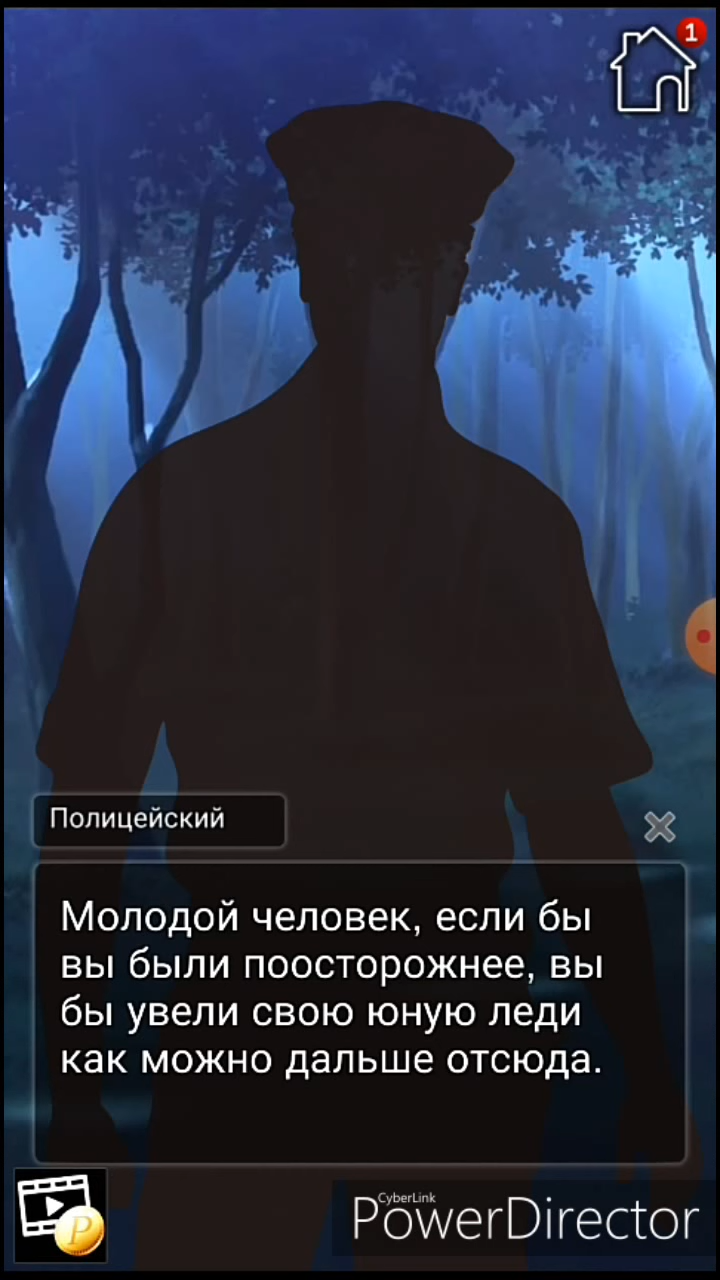 1
Полицейский
Молодой человек, если бы
вы были поосторожнее, вы
бы увели свою юную леди
как можно дальше отсюда.
P
CyberLink
PowerDirector